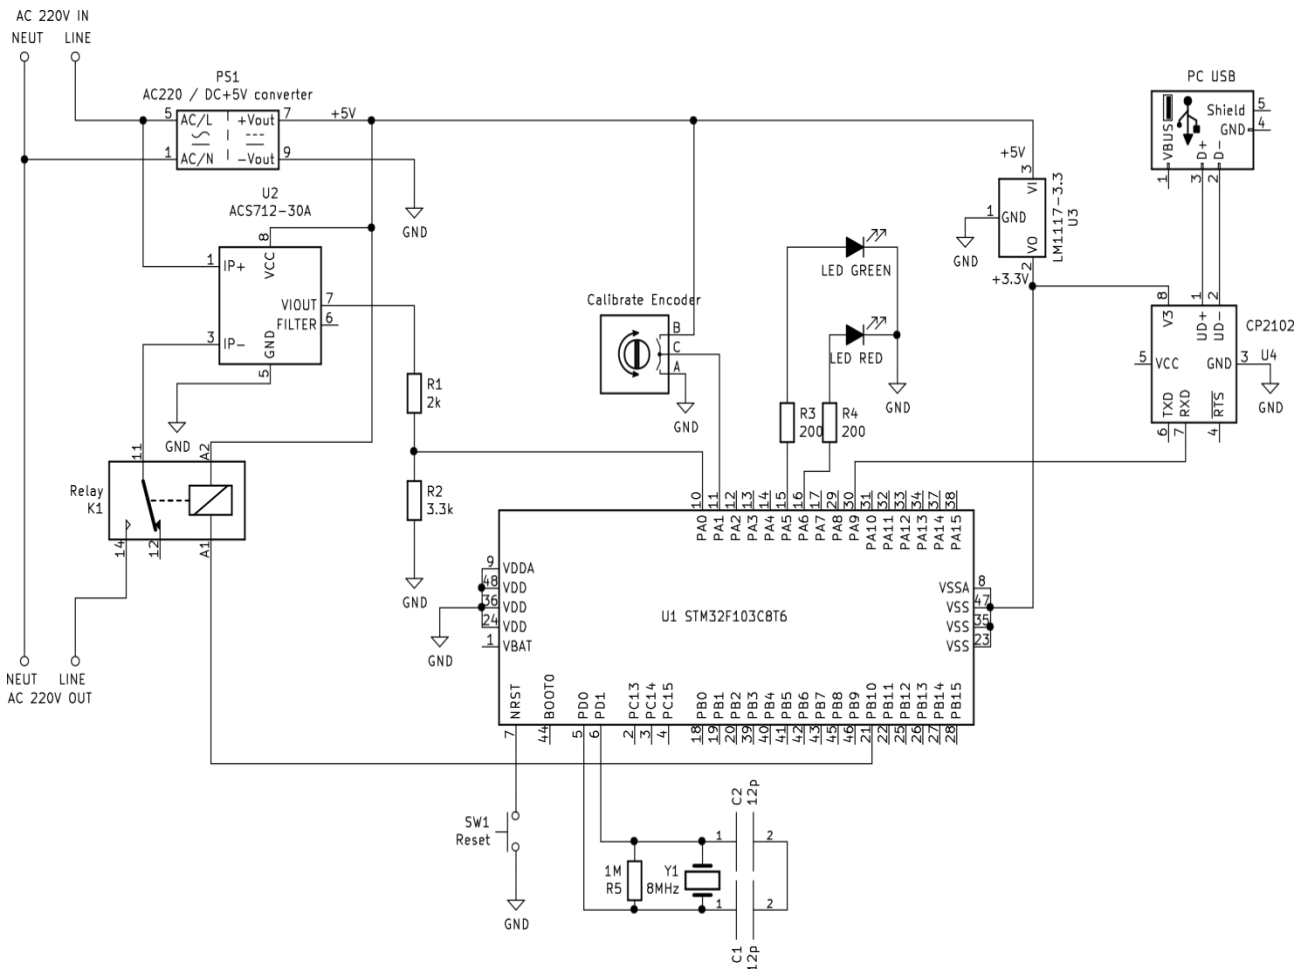 AC 220V IN
NEUT LINE
PS1
AC220 / DC+5V converter
5 AC/L +Vout 7
+5V
1 AC/N -Vout 9
GND
U2
ACS712-30A
8
VCC
1 IP+
VIOUT 7
FILTER 6
3 IP-
GND
5
GND
R1
2k
R2
3.3k
GND
11 A2
Relay
K1
14 12 A1
NEUT LINE
AC 220V OUT
Calibrate Encoder
B
C
A
GND
LED GREEN
LED RED
GND
R3
200
R4
200
+5V
3
VI
1 GND
VO
2
LM1117-3.3
U3
GND
+3.3V
PC USB
Shield 5
GND 4
VBUS D+ D-
1 3 2
8 1 2
V3 UD+ UD-
CP2102
U4
5 VCC
GND 3
TXD RXD RTS
6 7 4
GND
10 11 12 13 14 15 16 17 29 30 31 32 33 34 37 38
PA0 PA1 PA2 PA3 PA4 PA5 PA6 PA7 PA8 PA9 PA10 PA11 PA12 PA13 PA14 PA15
9 VDDA
48 VDD
36 VDD
24 VDD
1 VBAT
GND
U1 STM32F103C8T6
VSSA 8
VSS 47
VSS 35
VSS 23
NRST BOOT0 PD0 PD1 PC13 PC14 PC15 PB0 PB1 PB2 PB3 PB4 PB5 PB6 PB7 PB8 PB9 PB10 PB11 PB12 PB13 PB14 PB15
7 44 5 6 2 3 4 18 19 20 39 40 41 42 43 45 46 21 22 25 26 27 28
SW1
Reset
GND
1M
R5
Y1
8MHz
C2
12p
1 2
1 2
C1
12p